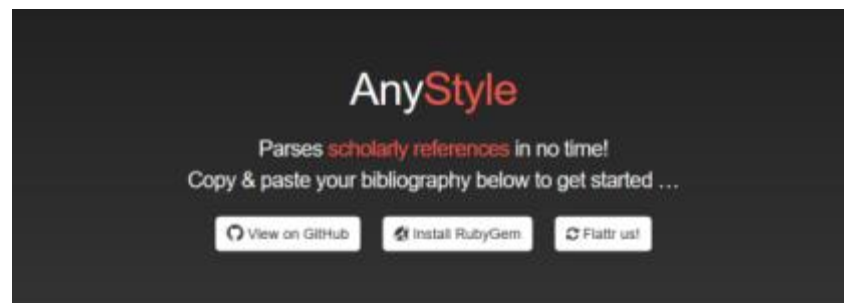 AnyStyle
Parses scholarly references in no time!
Copy & paste your bibliography below to get started …
View on GitHub Install RubyGem Flattr us!